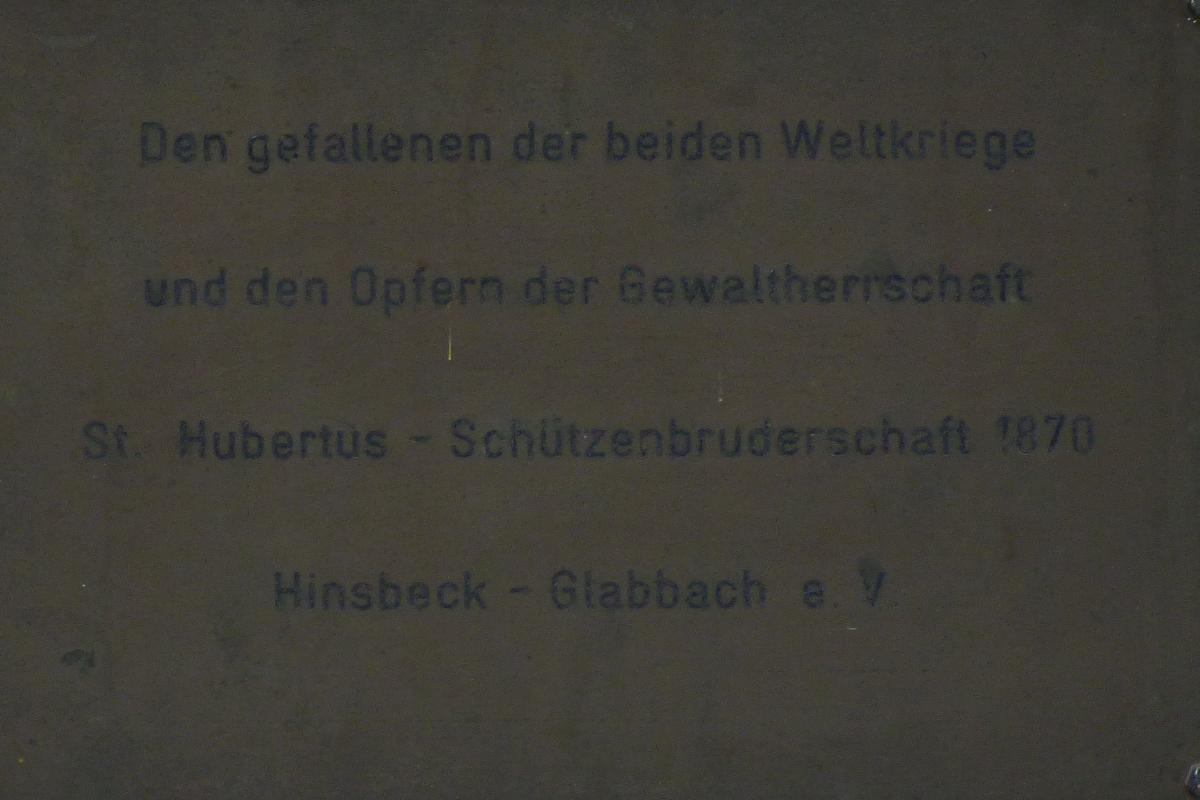 Den gefallenen der beiden Weltkriege
und den Opfern der Gewaltherrschaft
St. Hubertus - Schützenbruderschaft 1870
Hinsbeck - Glabbach e. V.